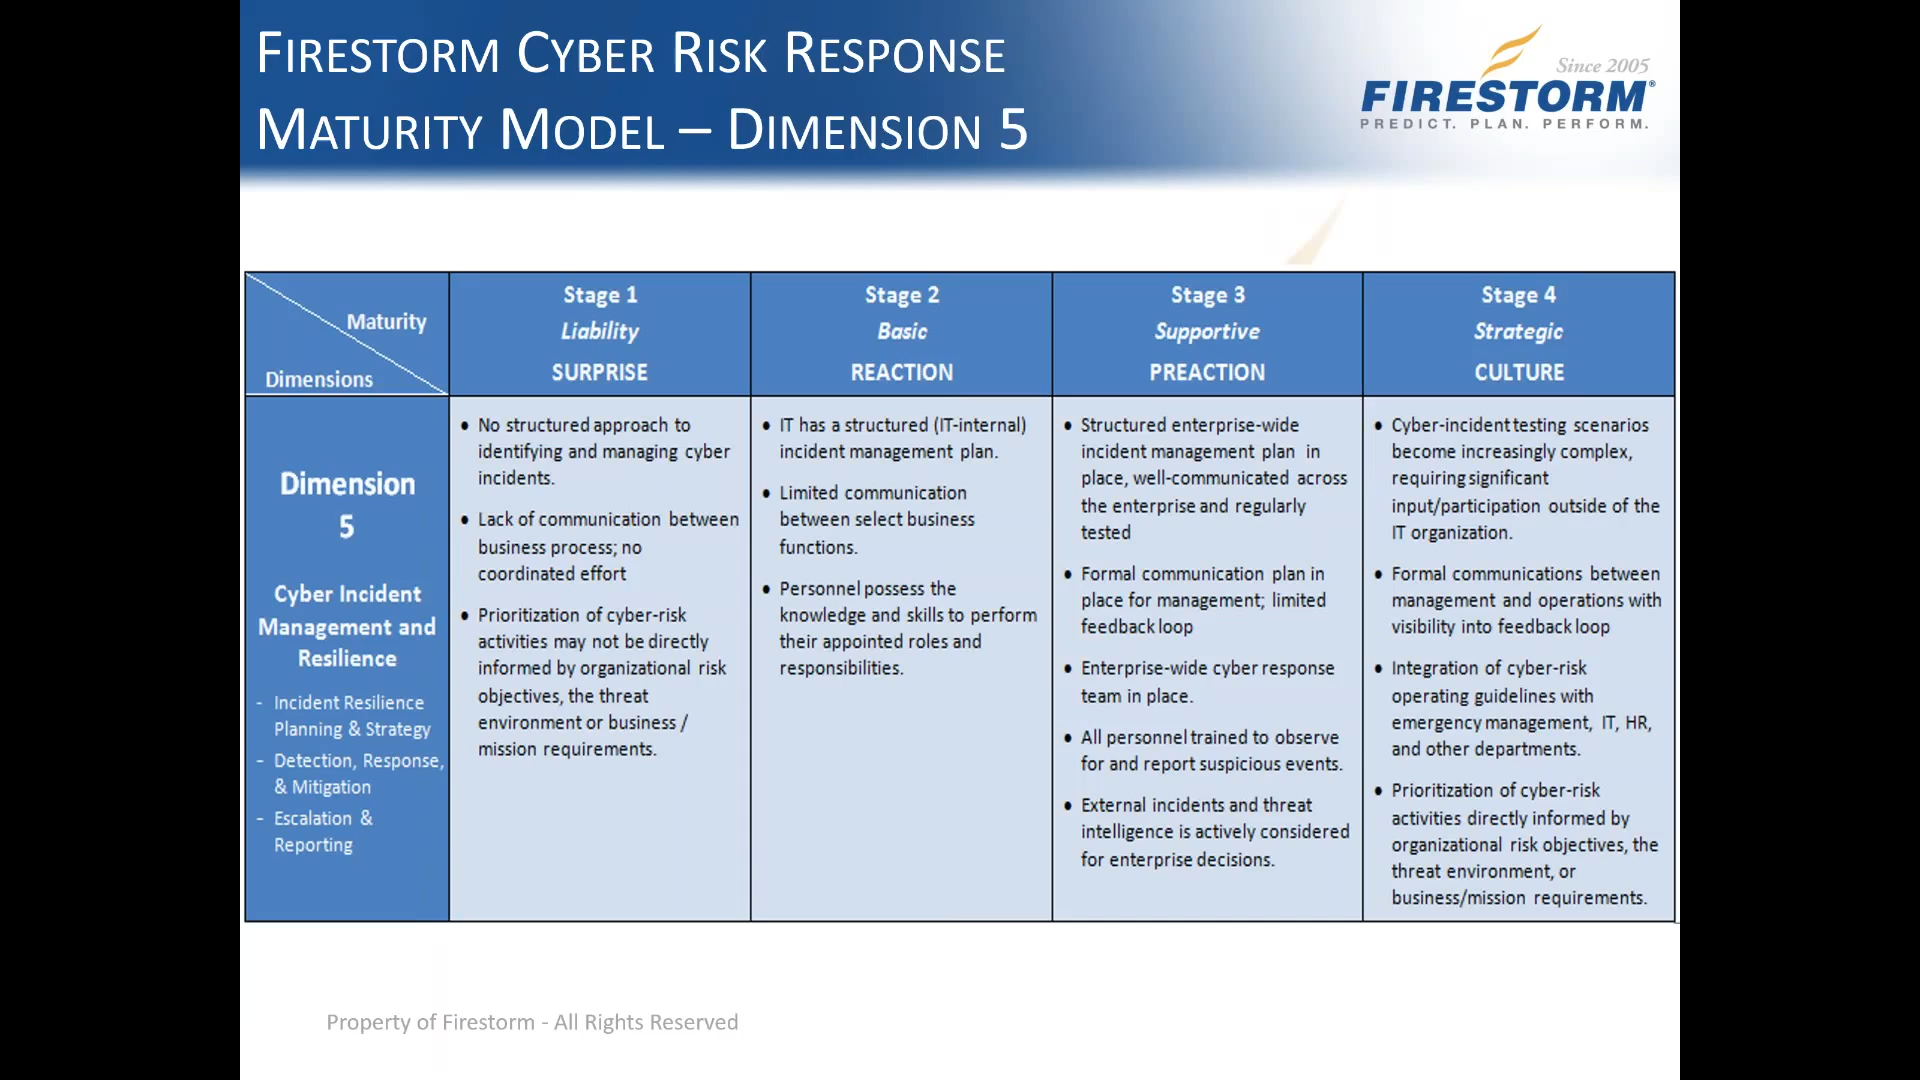 FIRESTORM CYBER RISK RESPONSE
MATURITY MODEL – DIMENSION 5
Since 2005
FIRESTORM®
PREDICT. PLAN. PERFORM.
Maturity
Dimensions
Stage 1
Liability
SURPRISE
Stage 2
Basic
REACTION
Stage 3
Supportive
PREACTION
Stage 4
Strategic
CULTURE
Dimension
5
Cyber Incident
Management and
Resilience
- Incident Resilience
Planning & Strategy
- Detection, Response,
& Mitigation
- Escalation &
Reporting
• No structured approach to
identifying and managing cyber
incidents.
• Lack of communication between
business process; no
coordinated effort
• Prioritization of cyber-risk
activities may not be directly
informed by organizational risk
objectives, the threat
environment or business /
mission requirements.
• IT has a structured (IT-internal)
incident management plan.
• Limited communication
between select business
functions.
• Personnel possess the
knowledge and skills to perform
their appointed roles and
responsibilities.
• Structured enterprise-wide
incident management plan in
place, well-communicated across
the enterprise and regularly
tested
• Formal communication plan in
place for management; limited
feedback loop
• Enterprise-wide cyber response
team in place.
• All personnel trained to observe
for and report suspicious events.
• External incidents and threat
intelligence is actively considered
for enterprise decisions.
• Cyber-incident testing scenarios
become increasingly complex,
requiring significant
input/participation outside of the
IT organization.
• Formal communications between
management and operations with
visibility into feedback loop
• Integration of cyber-risk
operating guidelines with
emergency management, IT, HR,
and other departments.
• Prioritization of cyber-risk
activities directly informed by
organizational risk objectives, the
threat environment, or
business/mission requirements.
Property of Firestorm - All Rights Reserved